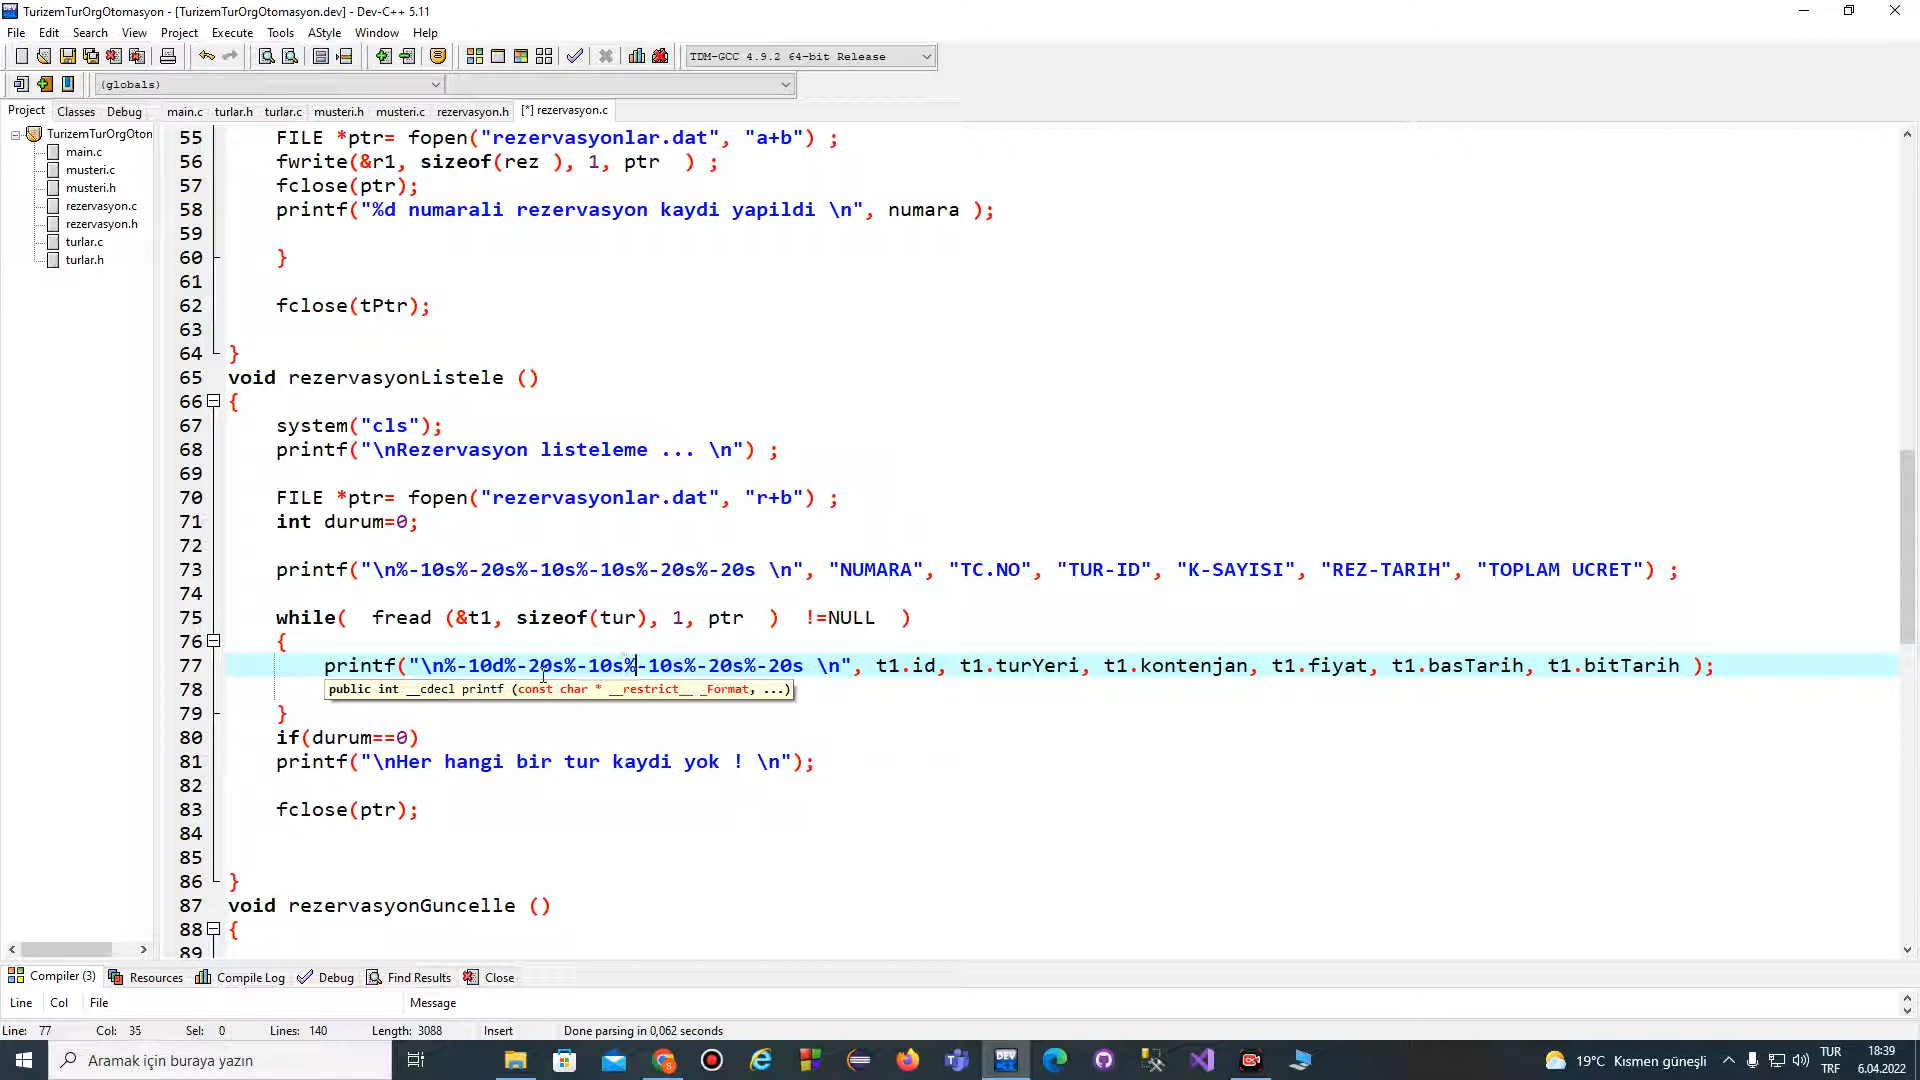 TurizemTurOrgOtomasyon - [TurizemTurOrgOtomasyon.dev] - Dev-C++ 5.11
File Edit Search View Project Execute Tools AStyle Window Help
TDM-GCC 4.9.2 64-bit Release
(globals)
Project Classes Debug main.c turlar.h turlar.c musteri.h musteri.c rezervasyon.h [*] rezervasyon.c
TurizemTurOrgOton
main.c
musteri.c
musteri.h
rezervasyon.c
rezervasyon.h
turlar.c
turlar.h
55 FILE *ptr= fopen("rezervasyonlar.dat", "a+b") ;
56 fwrite(&r1, sizeof(rez ), 1, ptr  ) ;
57 fclose(ptr);
58 printf("%d numarali rezervasyon kaydi yapildi \n", numara );
59
60 }
61
62 fclose(tPtr);
63
64 }
65 void rezervasyonListele ()
66 {
67 system("cls");
68 printf("\nRezervasyon listeleme ... \n") ;
69
70 FILE *ptr= fopen("rezervasyonlar.dat", "r+b") ;
71 int durum=0;
72
73 printf("\n%-10s%-20s%-10s%-10s%-20s%-20s \n", "NUMARA", "TC.NO", "TUR-ID", "K-SAYISI", "REZ-TARIH", "TOPLAM UCRET") ;
74
75 while(  fread (&t1, sizeof(tur), 1, ptr  )  !=NULL  )
76 {
77 printf("\n%-10d%-20s%-10s%-10s%-20s%-20s \n", t1.id, t1.turYeri, t1.kontenjan, t1.fiyat, t1.basTarih, t1.bitTarih );
78 public int __cdecl printf (const char * __restrict__ _Format, ...)
79 }
80 if(durum==0)
81 printf("\nHer hangi bir tur kaydi yok ! \n");
82
83 fclose(ptr);
84
85
86 }
87 void rezervasyonGuncelle ()
88 {
89
Compiler (3) Resources Compile Log Debug Find Results Close
Line Col File Message
Line: 77 Col: 35 Sel: 0 Lines: 140 Length: 3088 Insert Done parsing in 0,062 seconds
Aramak için buraya yazın
DEV
19°C Kısmen güneşli
TUR 18:39
TRF 6.04.2022